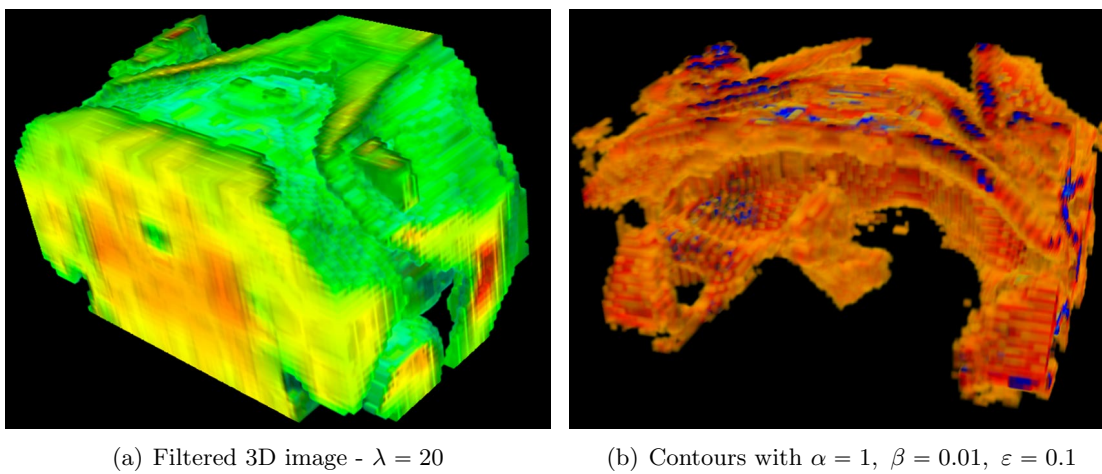 (a) Filtered 3D image - λ = 20
(b) Contours with α = 1, β = 0.01, ε = 0.1